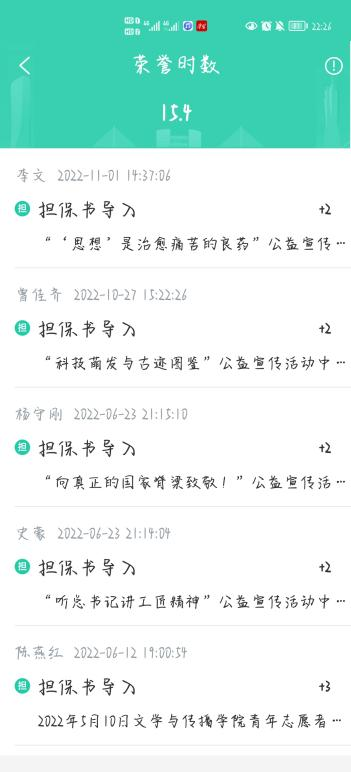 22:26
荣誉时数
15.4
李文 2022-11-01 14:37:06
担 担保书导入 +2
“‘思想’是治愈痛苦的良药”公益宣传…
曹佳齐 2022-10-27 15:22:26
担 担保书导入 +2
“科技萌发与古迹图鉴”公益宣传活动中…
杨守刚 2022-06-23 21:15:10
担 担保书导入 +2
“向真正的国家脊梁致敬！”公益宣传活…
史蒙 2022-06-23 21:14:04
担 担保书导入 +2
“听总书记讲工匠精神”公益宣传活动中…
陈燕红 2022-06-12 19:00:54
担 担保书导入 +3
2022年5月10日文学与传播学院青年志愿者…